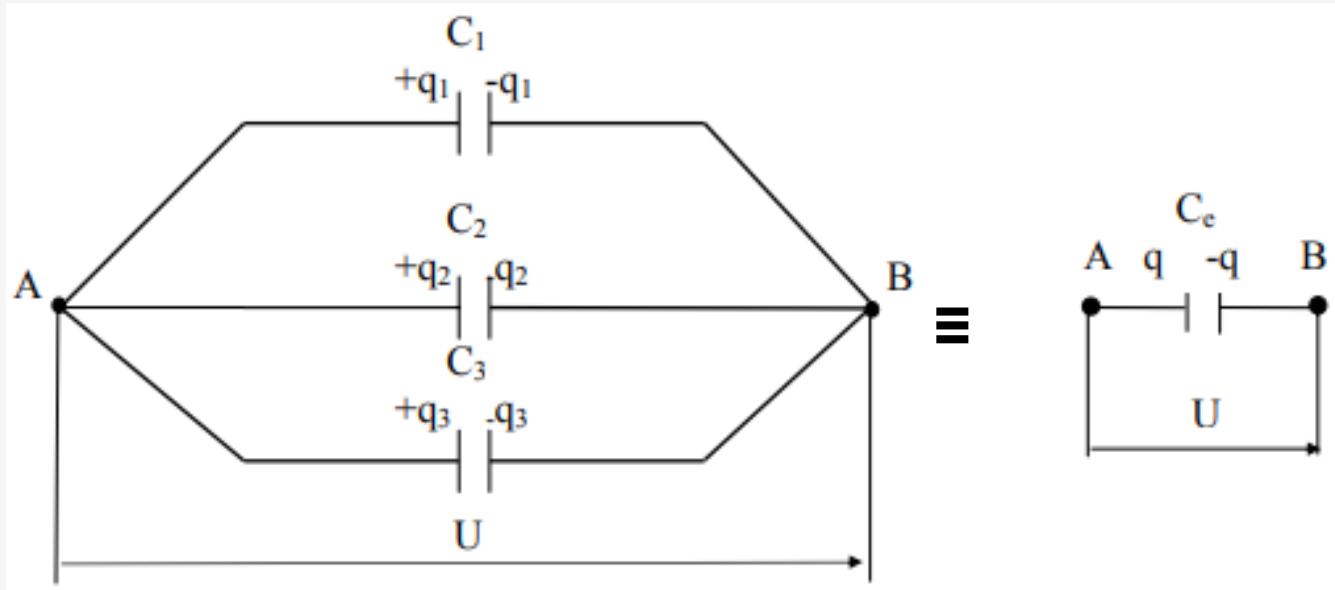 C₁
+q₁ -q₁
C₂
+q₂ -q₂
A
B
C₃
+q₃ -q₃
U
≡
Cₑ
A q -q B
U